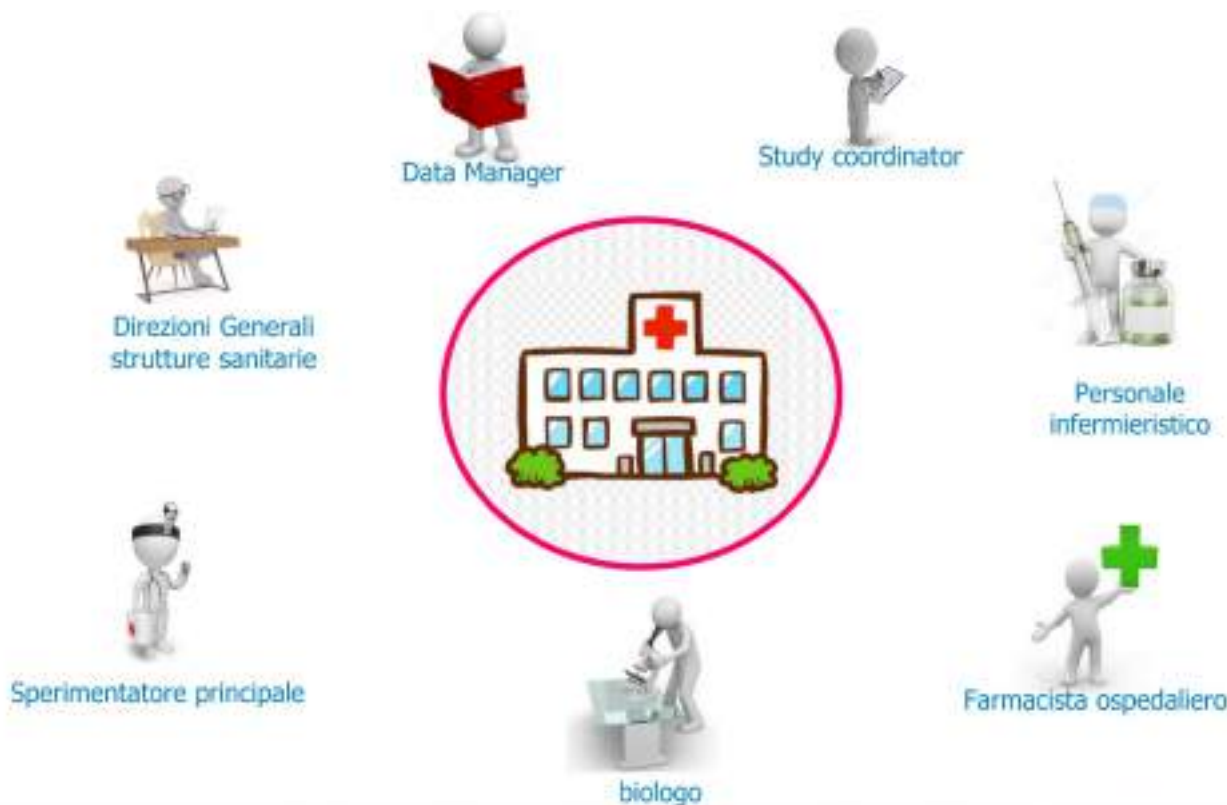 Data Manager
Study coordinator
Direzioni Generali
strutture sanitarie
Personale
infermieristico
Sperimentatore principale
Farmacista ospedaliero
biologo